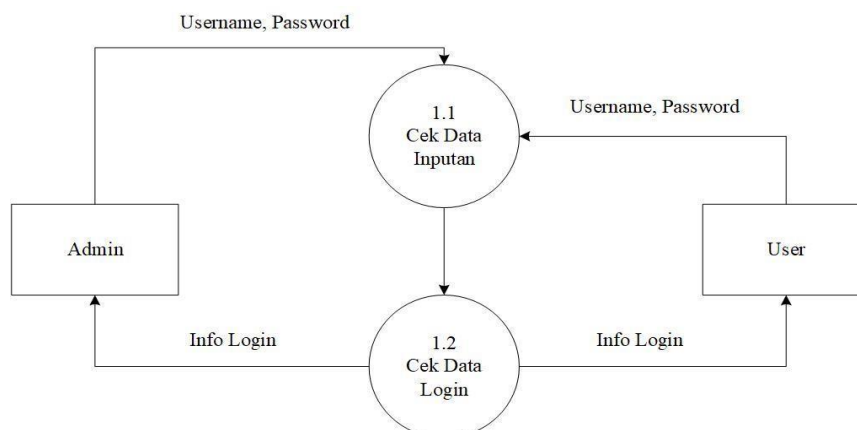 Username, Password
1.1
Cek Data
Inputan
Username, Password
Admin
User
Info Login
1.2
Cek Data
Login
Info Login